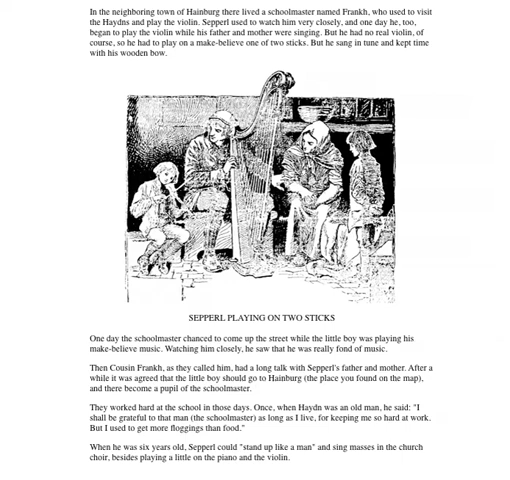 In the neighboring town of Hainburg there lived a schoolmaster named Frankh, who used to visit
the Haydns and play the violin. Sepperl used to watch him very closely, and one day he, too,
began to play the violin while his father and mother were singing. But he had no real violin, of
course, so he had to play on a make-believe one of two sticks. But he sang in tune and kept time
with his wooden bow.
SEPPERL PLAYING ON TWO STICKS
One day the schoolmaster chanced to come up the street while the little boy was playing his
make-believe music. Watching him closely, he saw that he was really fond of music.
Then Cousin Frankh, as they called him, had a long talk with Sepperl's father and mother. After a
while it was agreed that the little boy should go to Hainburg (the place you found on the map),
and there become a pupil of the schoolmaster.
They worked hard at the school in those days. Once, when Haydn was an old man, he said: "I
shall be grateful to that man (the schoolmaster) as long as I live, for keeping me so hard at work.
But I used to get more floggings than food."
When he was six years old, Sepperl could "stand up like a man" and sing masses in the church
choir, besides playing a little on the piano and the violin.